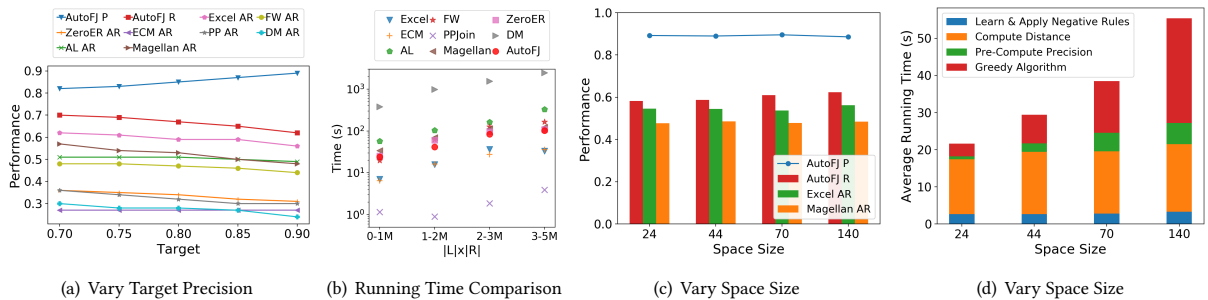 AutoFJ P AutoFJ R Excel AR FW AR
ZeroER AR ECM AR PP AR DM AR
AL AR Magellan AR
0.9
0.8
0.7
0.6
0.5
0.4
0.3
Performance
0.70 0.75 0.80 0.85 0.90
Target
(a) Vary Target Precision
Excel FW ZeroER
ECM PPJoin DM
AL Magellan AutoFJ
10³
10²
10¹
10⁰
Time (s)
0-1M 1-2M 2-3M 3-5M
|L|x|R|
(b) Running Time Comparison
1.0
0.8
0.6
0.4
0.2
0.0
Performance
AutoFJ P
AutoFJ R
Excel AR
Magellan AR
24 44 70 140
Space Size
(c) Vary Space Size
Learn & Apply Negative Rules
Compute Distance
Pre-Compute Precision
Greedy Algorithm
50
40
30
20
10
0
Average Running Time (s)
24 44 70 140
Space Size
(d) Vary Space Size